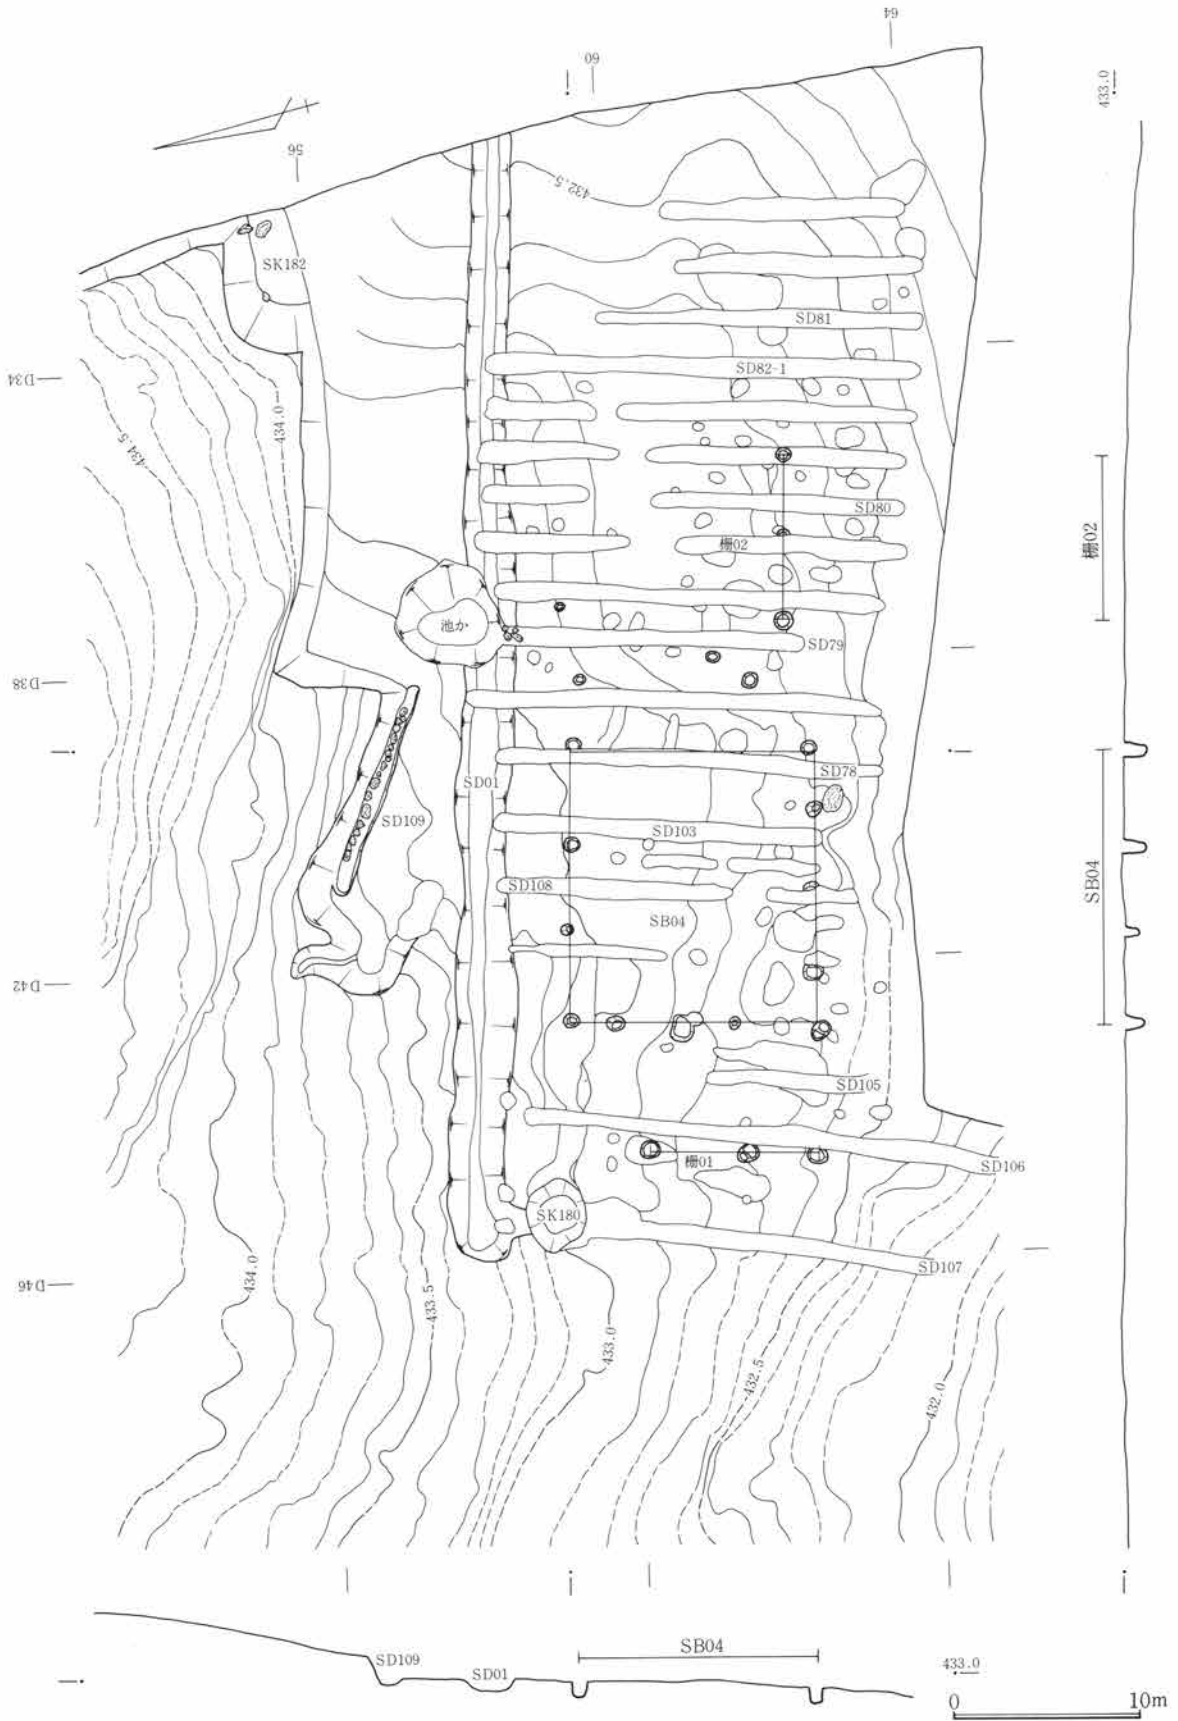 64
60
433.0
56
432.5
SK182
SD81
D34
SD82-1
434.0
434.5
SD80
柵02
柵02
池か
SD79
D38
SD78
SD01
SD109
SD103
SD108
SB04
SB04
D42
SD105
柵01
SD106
SK180
SD107
D46
434.0
433.5
433.0
432.5
432.0
SB04
SD109
SD01
433.0
0
10m